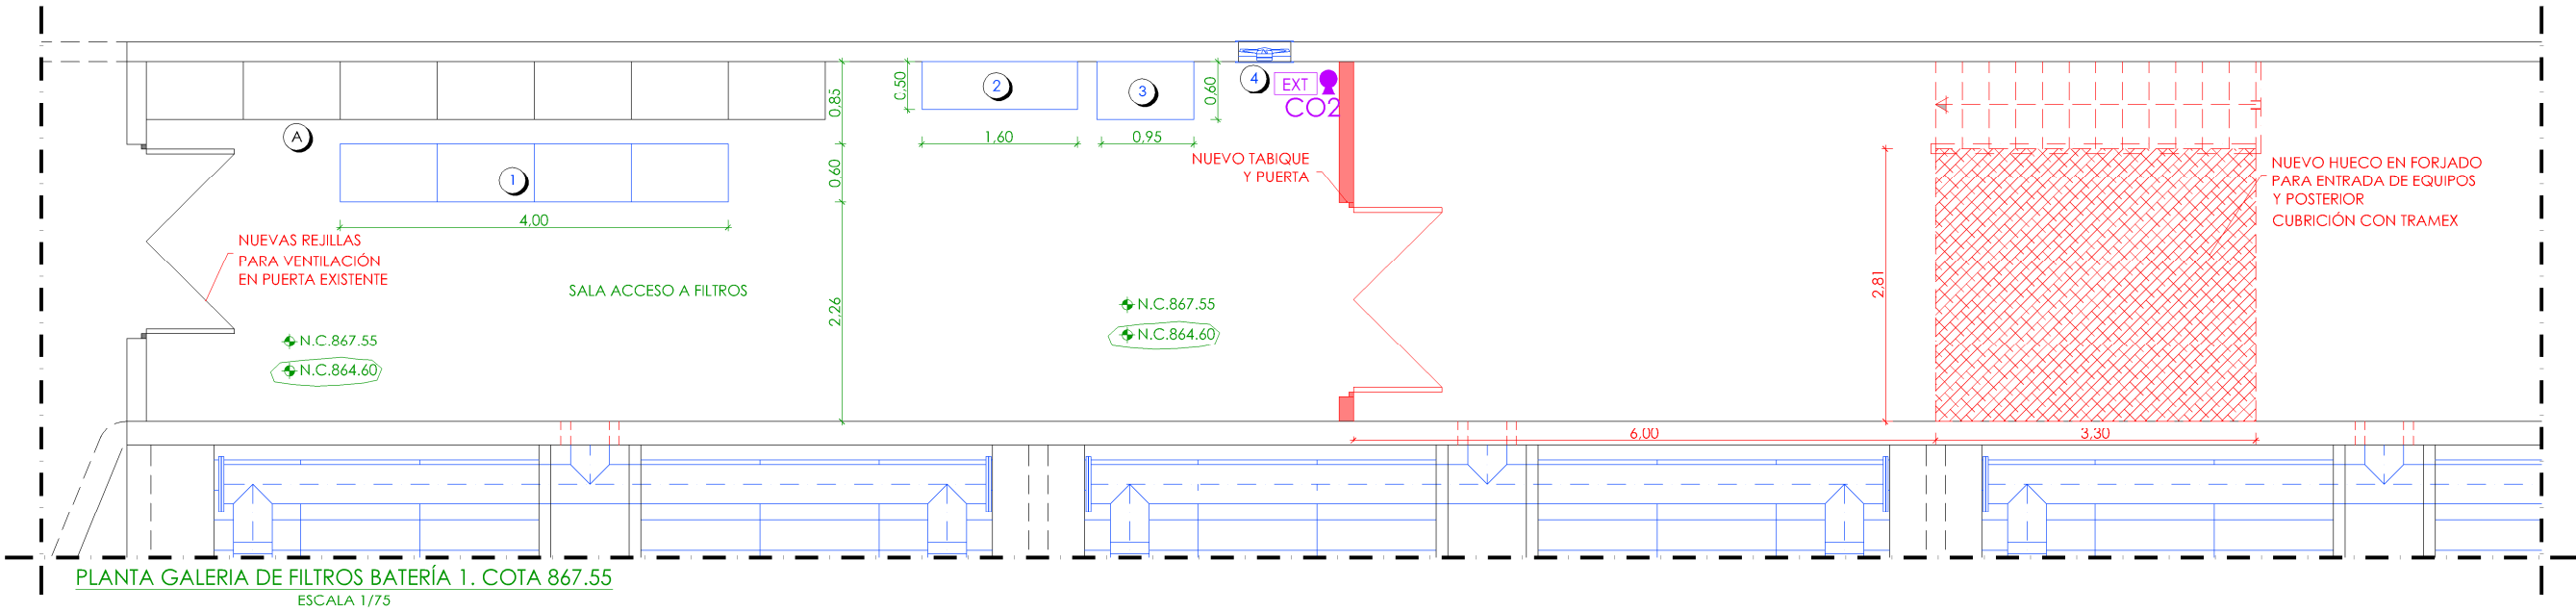 0,85
0,50
2
3
0,60
4
EXT
CO2
A
1,60
0,95
1
0,60
4,00
NUEVO TABIQUE
Y PUERTA
NUEVO HUECO EN FORJADO
PARA ENTRADA DE EQUIPOS
Y POSTERIOR
CUBRICIÓN CON TRAMEX
NUEVAS REJILLAS
PARA VENTILACIÓN
EN PUERTA EXISTENTE
SALA ACCESO A FILTROS
2,26
2,81
N.C.867.55
N.C.864.60
N.C.867.55
N.C.864.60
6,00
3,30
PLANTA GALERIA DE FILTROS BATERÍA 1. COTA 867.55
ESCALA 1/75